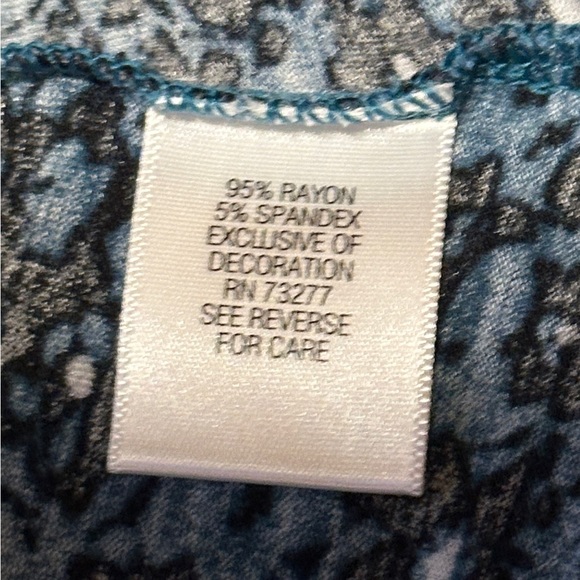 95% RAYON
5% SPANDEX
EXCLUSIVE OF
DECORATION
RN 73277
SEE REVERSE
FOR CARE